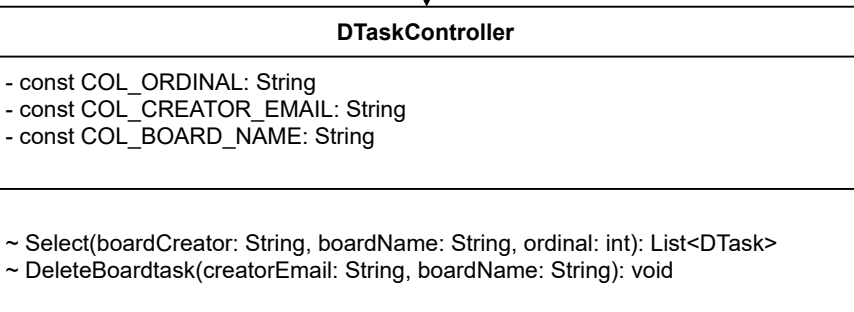 DTaskController
- const COL_ORDINAL: String
- const COL_CREATOR_EMAIL: String
- const COL_BOARD_NAME: String
~ Select(boardCreator: String, boardName: String, ordinal: int): List<DTask>
~ DeleteBoardtask(creatorEmail: String, boardName: String): void